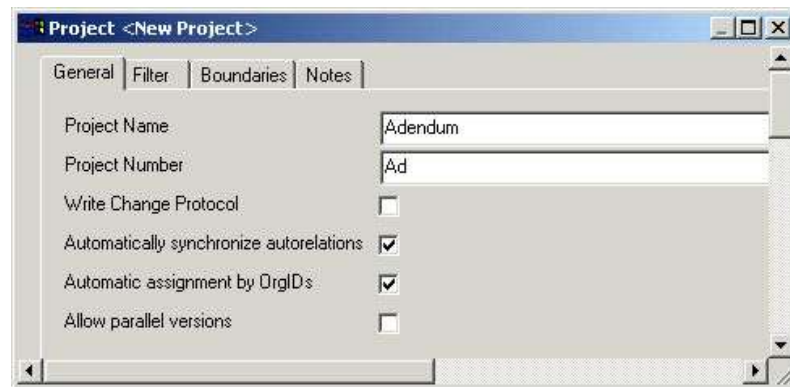 Project <New Project>
General Filter Boundaries Notes
Project Name Adendum
Project Number Ad
Write Change Protocol
Automatically synchronize autorelations
Automatic assignment by OrgIDs
Allow parallel versions